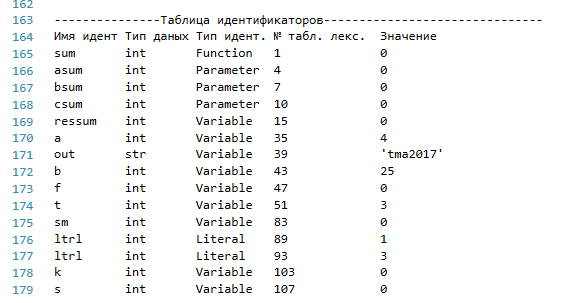 162
163 ---------------Таблица идентификаторов-------------------------------
164 Имя идент Тип даных Тип идент. № табл. лекс. Значение
165 sum int Function 1 0
166 asum int Parameter 4 0
167 bsum int Parameter 7 0
168 csum int Parameter 10 0
169 ressum int Variable 15 0
170 a int Variable 35 4
171 out str Variable 39 'tma2017'
172 b int Variable 43 25
173 f int Variable 47 0
174 t int Variable 51 3
175 sm int Variable 83 0
176 ltrl int Literal 89 1
177 ltrl int Literal 93 3
178 k int Variable 103 0
179 s int Variable 107 0